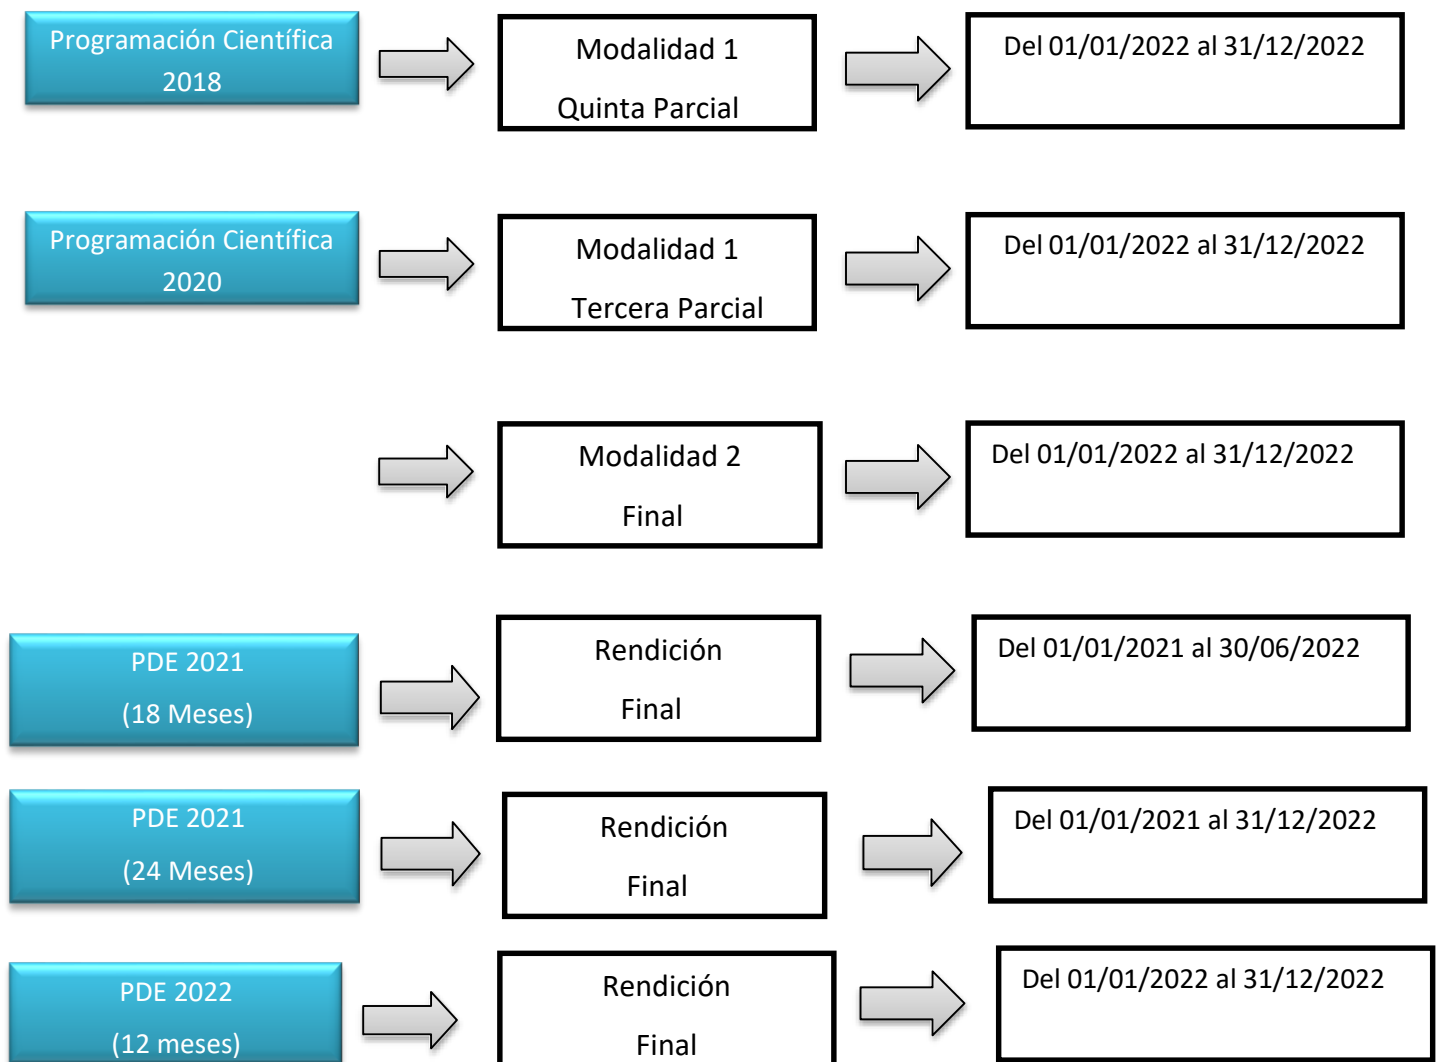 Programación Científica
2018
Modalidad 1
Quinta Parcial
Del 01/01/2022 al 31/12/2022
Programación Científica
2020
Modalidad 1
Tercera Parcial
Del 01/01/2022 al 31/12/2022
Modalidad 2
Final
Del 01/01/2022 al 31/12/2022
PDE 2021
(18 Meses)
Rendición
Final
Del 01/01/2021 al 30/06/2022
PDE 2021
(24 Meses)
Rendición
Final
Del 01/01/2021 al 31/12/2022
PDE 2022
(12 meses)
Rendición
Final
Del 01/01/2022 al 31/12/2022